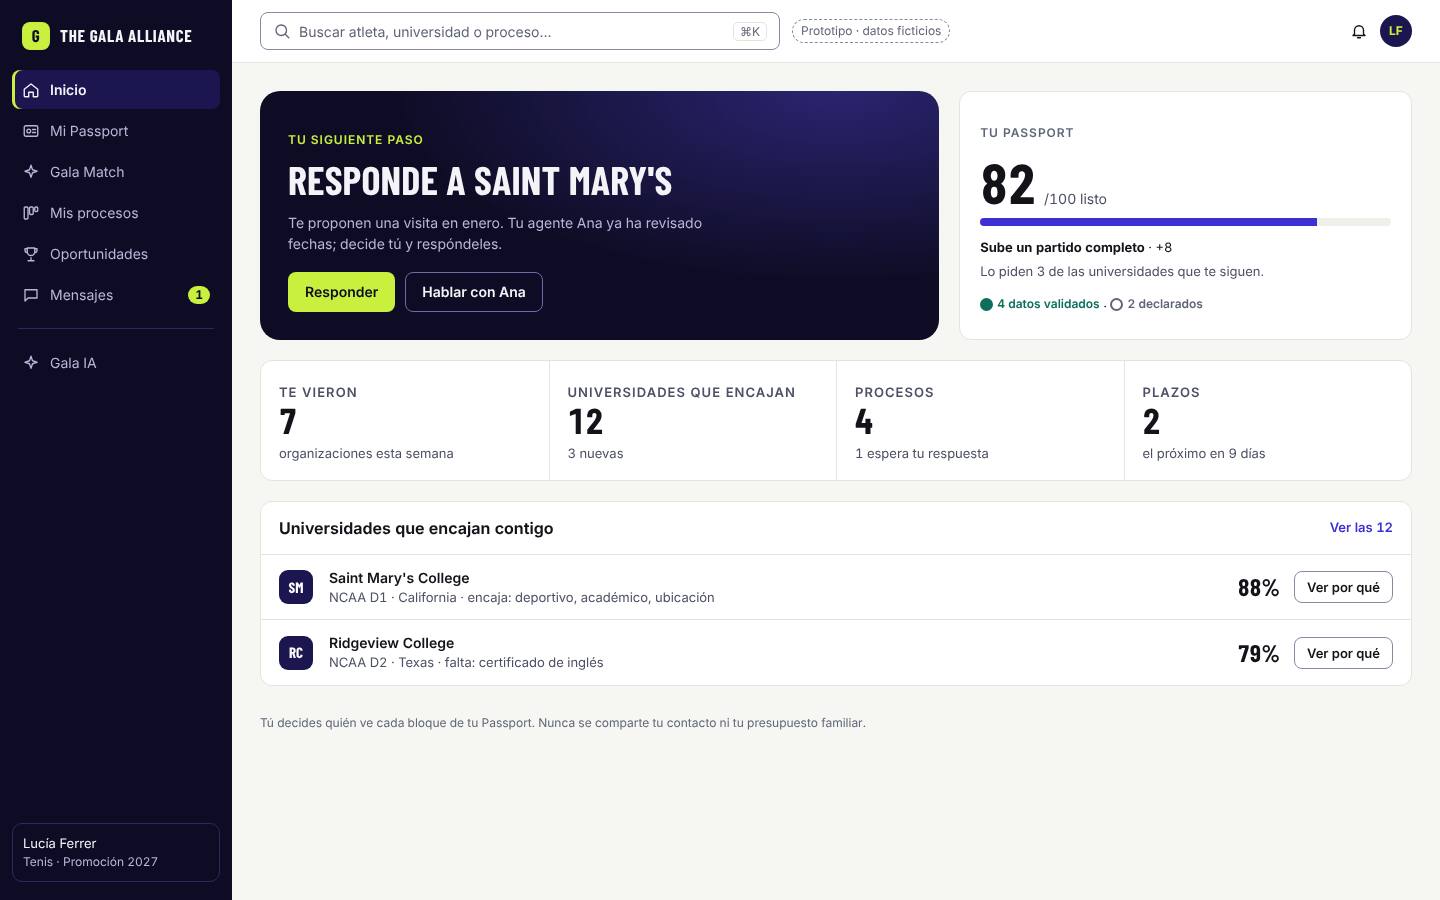 G THE GALA ALLIANCE
Inicio
Mi Passport
Gala Match
Mis procesos
Oportunidades
Mensajes 1
Gala IA
Lucía Ferrer
Tenis · Promoción 2027
Buscar atleta, universidad o proceso... ⌘K
Prototipo · datos ficticios
LF
TU SIGUIENTE PASO
RESPONDE A SAINT MARY'S
Te proponen una visita en enero. Tu agente Ana ya ha revisado
fechas; decide tú y respóndeles.
Responder
Hablar con Ana
TU PASSPORT
82 /100 listo
Sube un partido completo · +8
Lo piden 3 de las universidades que te siguen.
4 datos validados · 2 declarados
TE VIERON
7
organizaciones esta semana
UNIVERSIDADES QUE ENCAJAN
12
3 nuevas
PROCESOS
4
1 espera tu respuesta
PLAZOS
2
el próximo en 9 días
Universidades que encajan contigo
Ver las 12
SM
Saint Mary's College
NCAA D1 · California · encaja: deportivo, académico, ubicación
88%
Ver por qué
RC
Ridgeview College
NCAA D2 · Texas · falta: certificado de inglés
79%
Ver por qué
Tú decides quién ve cada bloque de tu Passport. Nunca se comparte tu contacto ni tu presupuesto familiar.